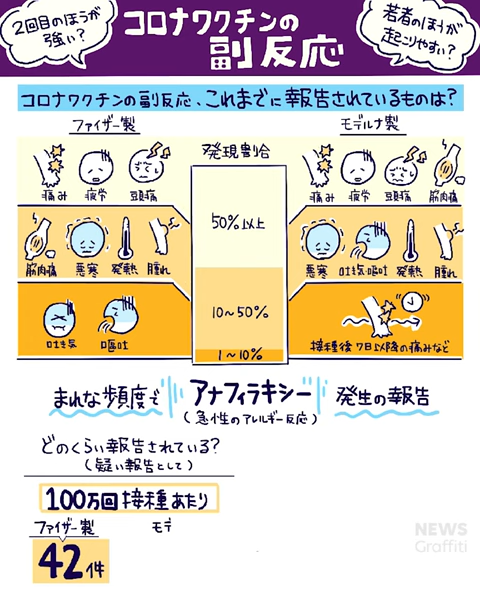 2回目のほうが
強い?
コロナワクチンの
副反応
若者のほうが
起こりやすい?
コロナワクチンの副反応、これまでに報告されているものは?
ファイザー製
モデルナ製
発現割合
痛み 疲労 頭痛
痛み 疲労 頭痛 筋肉痛
50%以上
筋肉痛 悪寒 発熱 腫れ
悪寒 吐き気・嘔吐 発熱 腫れ
10~50%
吐き気 嘔吐
接種後7日以降の痛みなど
1~10%
まれな頻度で アナフィラキシー 発生の報告
(急性のアレルギー反応)
どのくらい報告されている?
(疑い報告として)
100万回接種あたり
ファイザー製 モデ
42件
NEWS
Graffiti